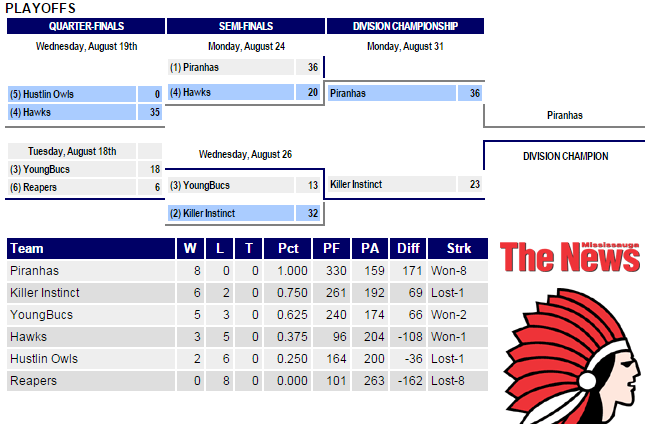 PLAYOFFS
QUARTER-FINALS SEMI-FINALS DIVISION CHAMPIONSHIP
Wednesday, August 19th Monday, August 24 Monday, August 31
(1) Piranhas 36
(5) Hustlin Owls 0 (4) Hawks 20 Piranhas 36
(4) Hawks 35
Piranhas
Tuesday, August 18th Wednesday, August 26 DIVISION CHAMPION
(3) YoungBucs 18
(6) Reapers 6 (3) YoungBucs 13 Killer Instinct 23
(2) Killer Instinct 32
Team W L T Pct PF PA Diff Strk
Piranhas 8 0 0 1.000 330 159 171 Won-8
Killer Instinct 6 2 0 0.750 261 192 69 Lost-1
YoungBucs 5 3 0 0.625 240 174 66 Won-2
Hawks 3 5 0 0.375 96 204 -108 Won-1
Hustlin Owls 2 6 0 0.250 164 200 -36 Lost-1
Reapers 0 8 0 0.000 101 263 -162 Lost-8
Mississauga
The News